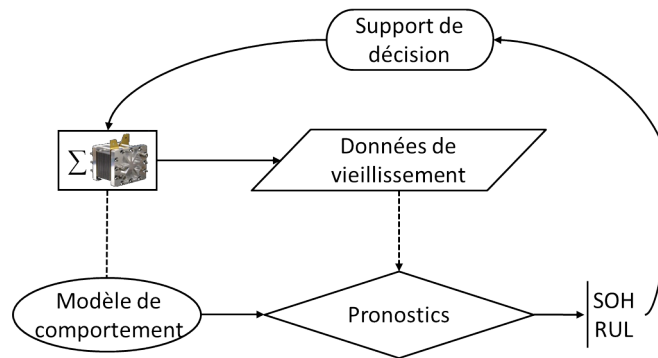 Support de
décision
∑
Données de
vieillissement
Modèle de
comportement
Pronostics
SOH
RUL